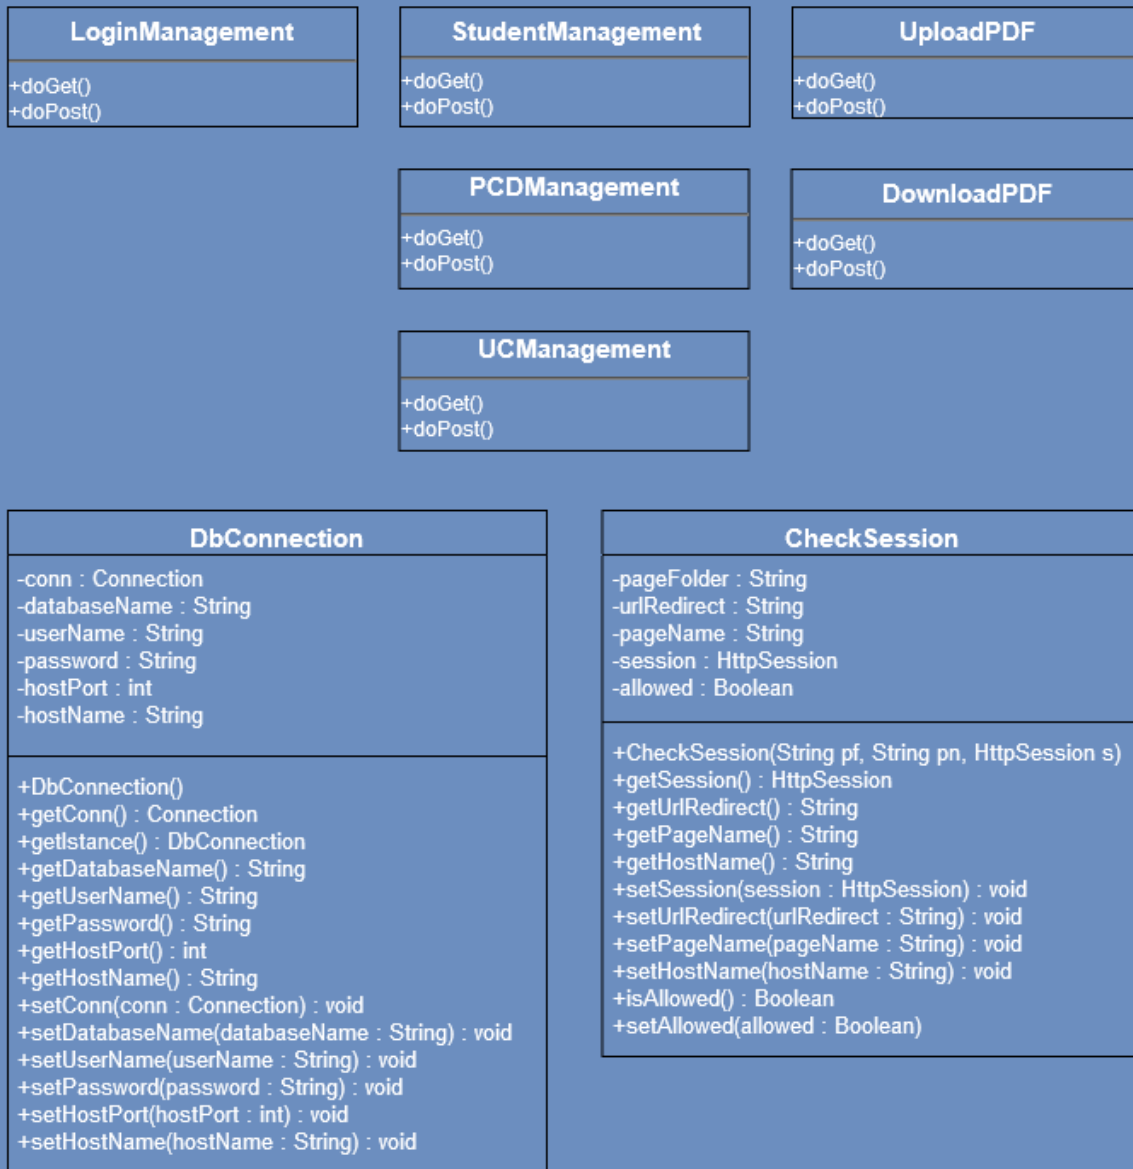 LoginManagement
+doGet()
+doPost()
StudentManagement
+doGet()
+doPost()
UploadPDF
+doGet()
+doPost()
PCDManagement
+doGet()
+doPost()
DownloadPDF
+doGet()
+doPost()
UCManagement
+doGet()
+doPost()
DbConnection
-conn : Connection
-databaseName : String
-userName : String
-password : String
-hostPort : int
-hostName : String
+DbConnection()
+getConn() : Connection
+getIstance() : DbConnection
+getDatabaseName() : String
+getUserName() : String
+getPassword() : String
+getHostPort() : int
+getHostName() : String
+setConn(conn : Connection) : void
+setDatabaseName(databaseName : String) : void
+setUserName(userName : String) : void
+setPassword(password : String) : void
+setHostPort(hostPort : int) : void
+setHostName(hostName : String) : void
CheckSession
-pageFolder : String
-urlRedirect : String
-pageName : String
-session : HttpSession
-allowed : Boolean
+CheckSession(String pf, String pn, HttpSession s)
+getSession() : HttpSession
+getUrlRedirect() : String
+getPageName() : String
+getHostName() : String
+setSession(session : HttpSession) : void
+setUrlRedirect(urlRedirect : String) : void
+setPageName(pageName : String) : void
+setHostName(hostName : String) : void
+isAllowed() : Boolean
+setAllowed(allowed : Boolean)